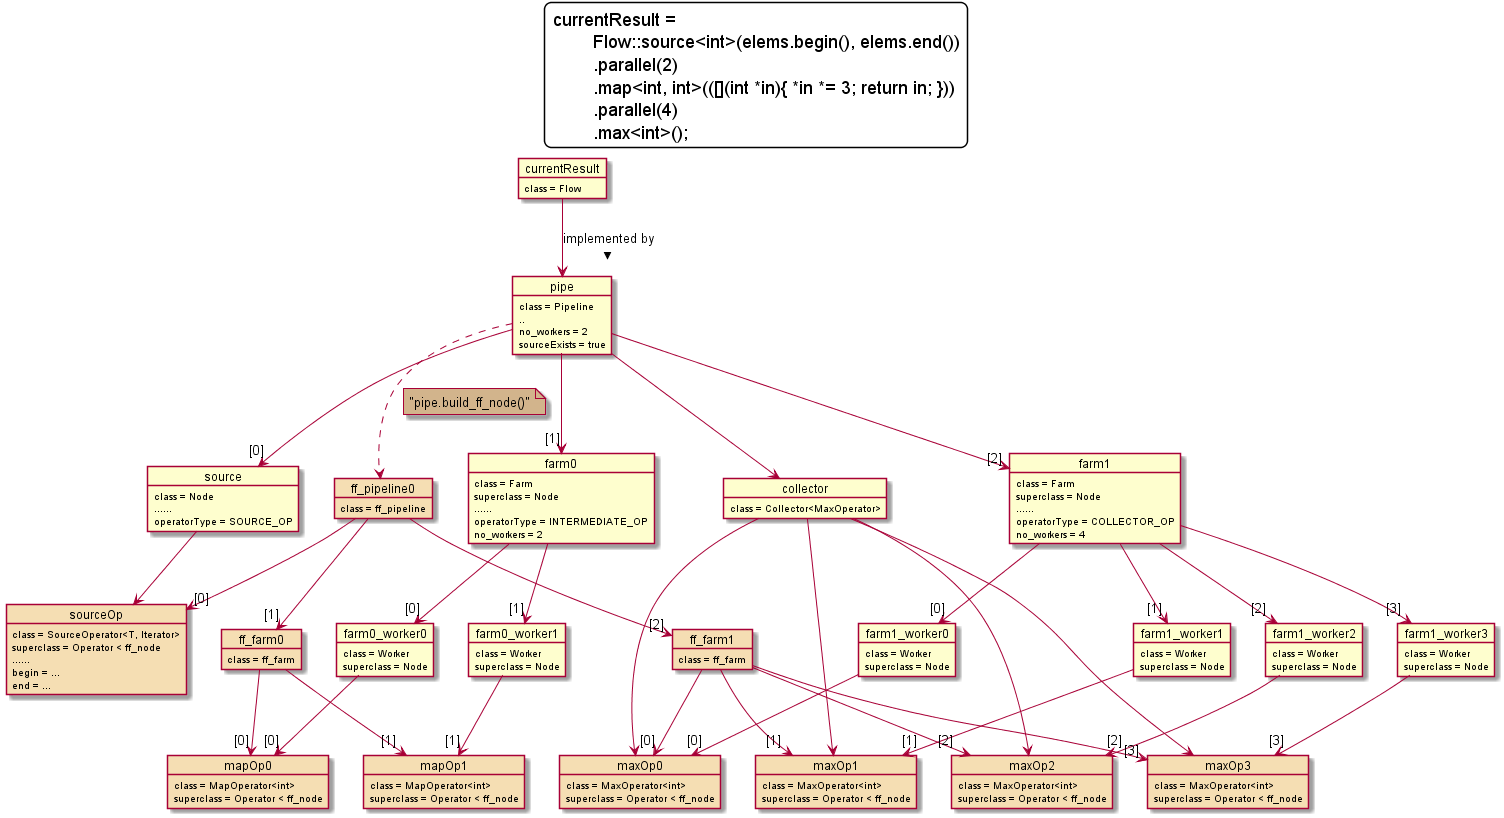 currentResult =
Flow::source<int>(elems.begin(), elems.end())
.parallel(2)
.map<int, int>(([](int *in){ *in *= 3; return in; }))
.parallel(4)
.max<int>();
currentResult
class = Flow
implemented by
▼
pipe
class = Pipeline
..
no_workers = 2
sourceExists = true
"pipe.build_ff_node()"
[0]
[1]
[2]
source
class = Node
......
operatorType = SOURCE_OP
ff_pipeline0
class = ff_pipeline
farm0
class = Farm
superclass = Node
......
operatorType = INTERMEDIATE_OP
no_workers = 2
collector
class = Collector<MaxOperator>
farm1
class = Farm
superclass = Node
......
operatorType = COLLECTOR_OP
no_workers = 4
[0]
[1]
[0]
[1]
[2]
[0]
[1]
[2]
[3]
sourceOp
class = SourceOperator<T, Iterator>
superclass = Operator < ff_node
......
begin = ...
end = ...
ff_farm0
class = ff_farm
farm0_worker0
class = Worker
superclass = Node
farm0_worker1
class = Worker
superclass = Node
ff_farm1
class = ff_farm
farm1_worker0
class = Worker
superclass = Node
farm1_worker1
class = Worker
superclass = Node
farm1_worker2
class = Worker
superclass = Node
farm1_worker3
class = Worker
superclass = Node
[0]
[0]
[1]
[1]
[0]
[0]
[1]
[1]
[2]
[2]
[3]
[3]
mapOp0
class = MapOperator<int>
superclass = Operator < ff_node
mapOp1
class = MapOperator<int>
superclass = Operator < ff_node
maxOp0
class = MaxOperator<int>
superclass = Operator < ff_node
maxOp1
class = MaxOperator<int>
superclass = Operator < ff_node
maxOp2
class = MaxOperator<int>
superclass = Operator < ff_node
maxOp3
class = MaxOperator<int>
superclass = Operator < ff_node